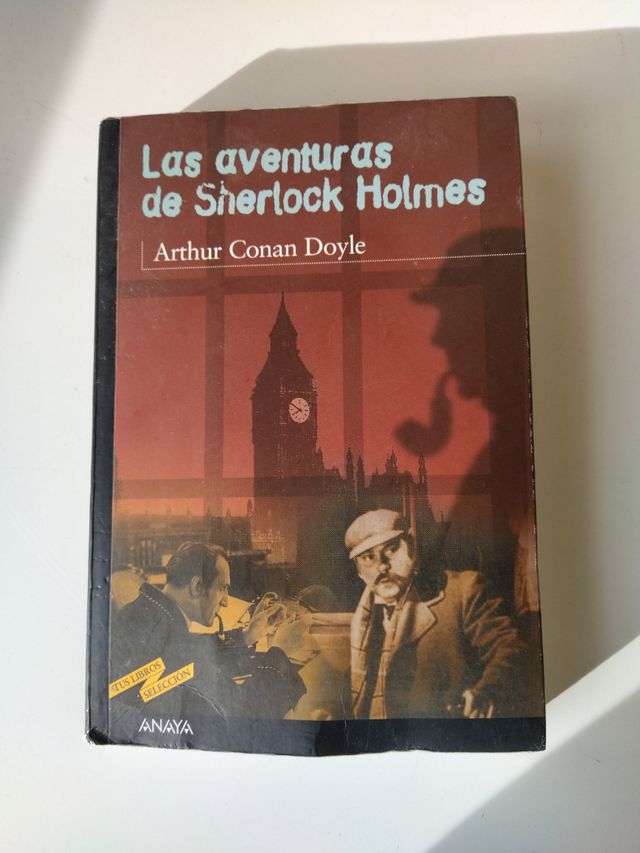 Las aventuras
de Sherlock Holmes
Arthur Conan Doyle
TUS LIBROS
SELECCIÓN
ANAYA